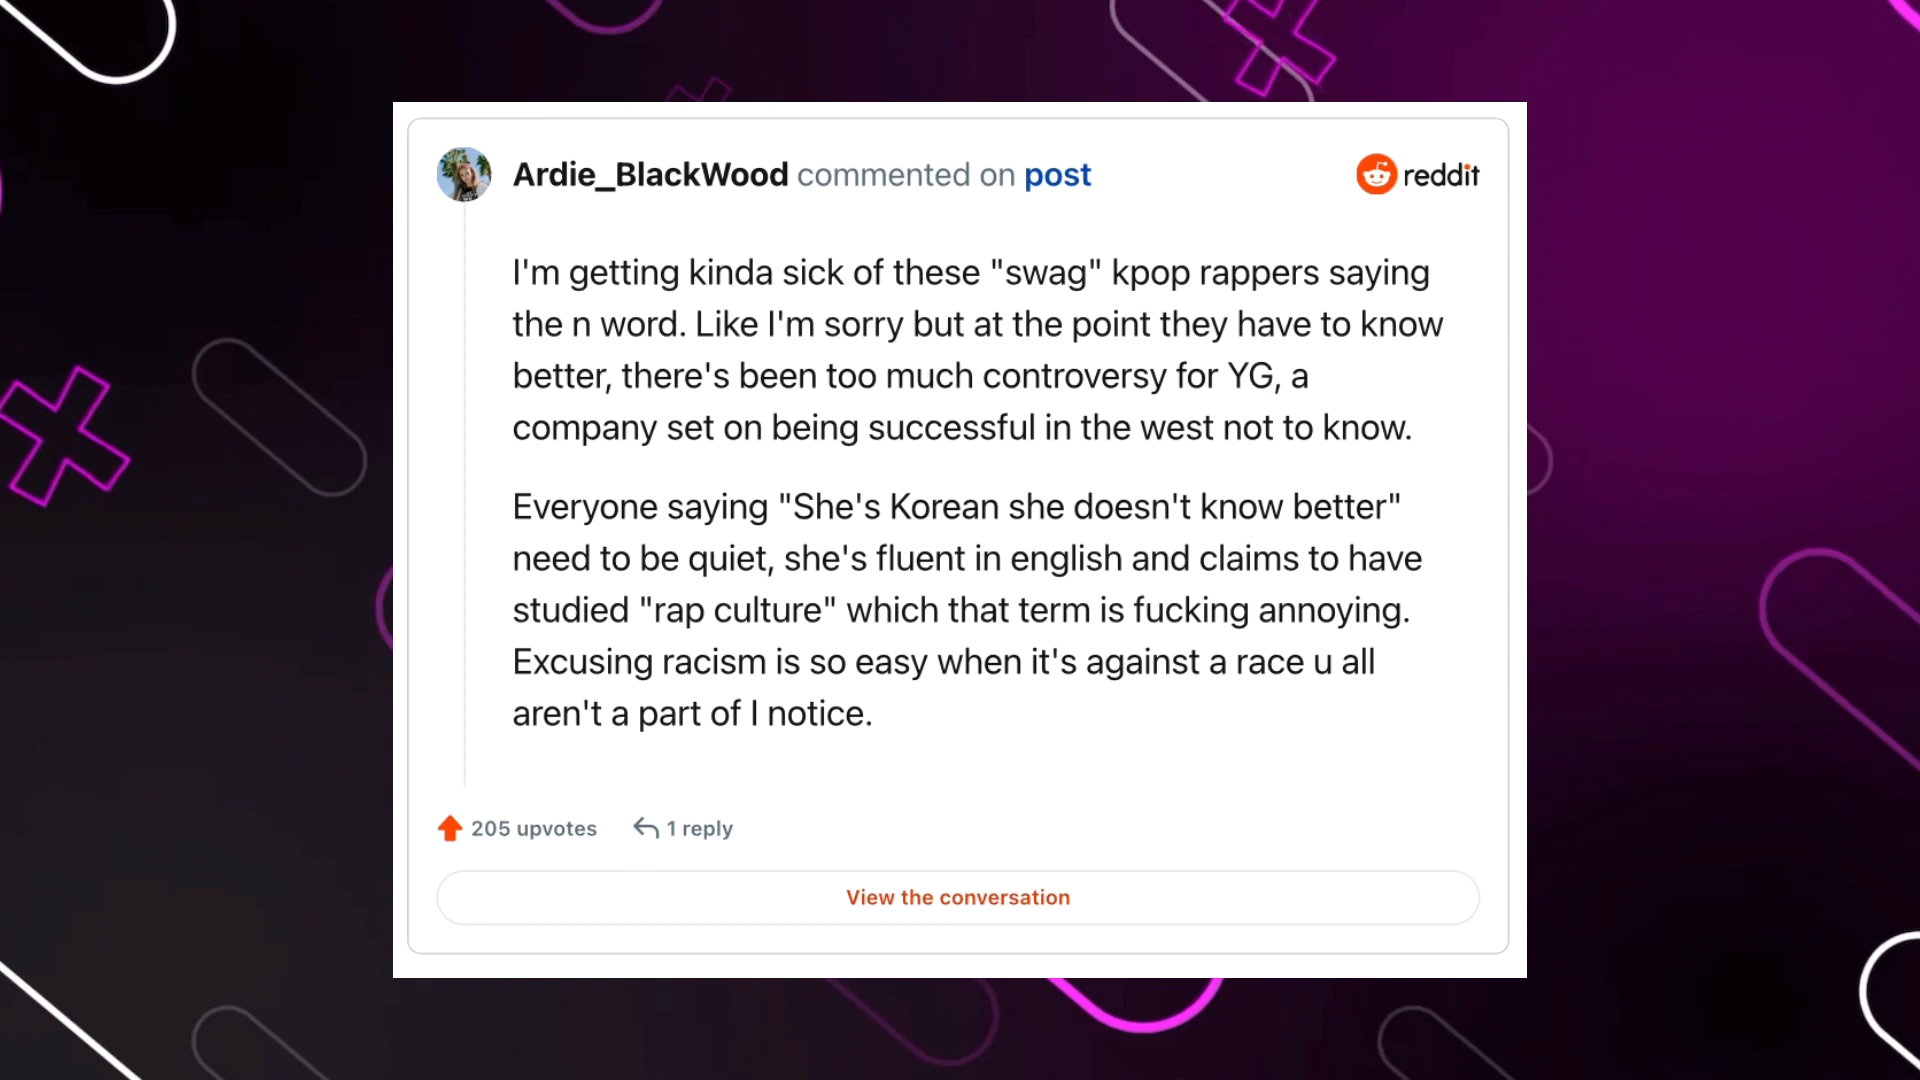 Ardie_BlackWood commented on post
reddit
I'm getting kinda sick of these "swag" kpop rappers saying
the n word. Like I'm sorry but at the point they have to know
better, there's been too much controversy for YG, a
company set on being successful in the west not to know.
Everyone saying "She's Korean she doesn't know better"
need to be quiet, she's fluent in english and claims to have
studied "rap culture" which that term is fucking annoying.
Excusing racism is so easy when it's against a race u all
aren't a part of I notice.
205 upvotes 1 reply
View the conversation